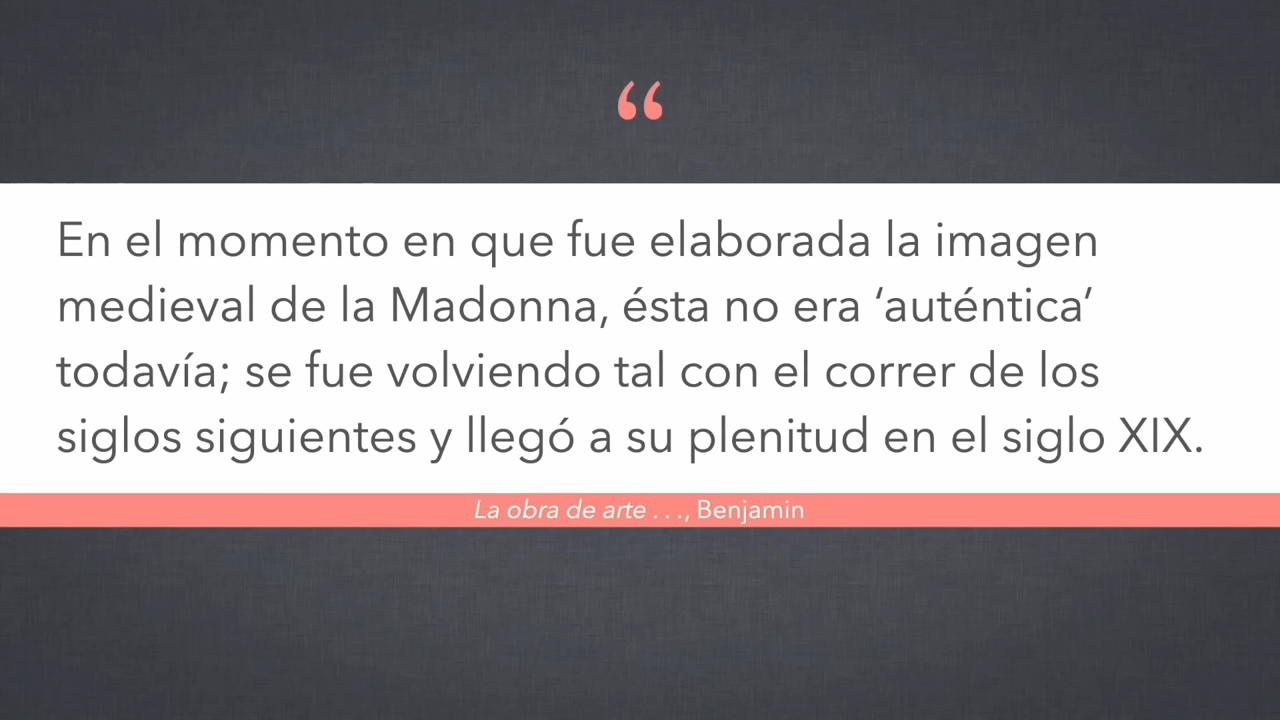 “
En el momento en que fue elaborada la imagen
medieval de la Madonna, ésta no era ‘auténtica’
todavía; se fue volviendo tal con el correr de los
siglos siguientes y llegó a su plenitud en el siglo XIX.
La obra de arte . . ., Benjamin